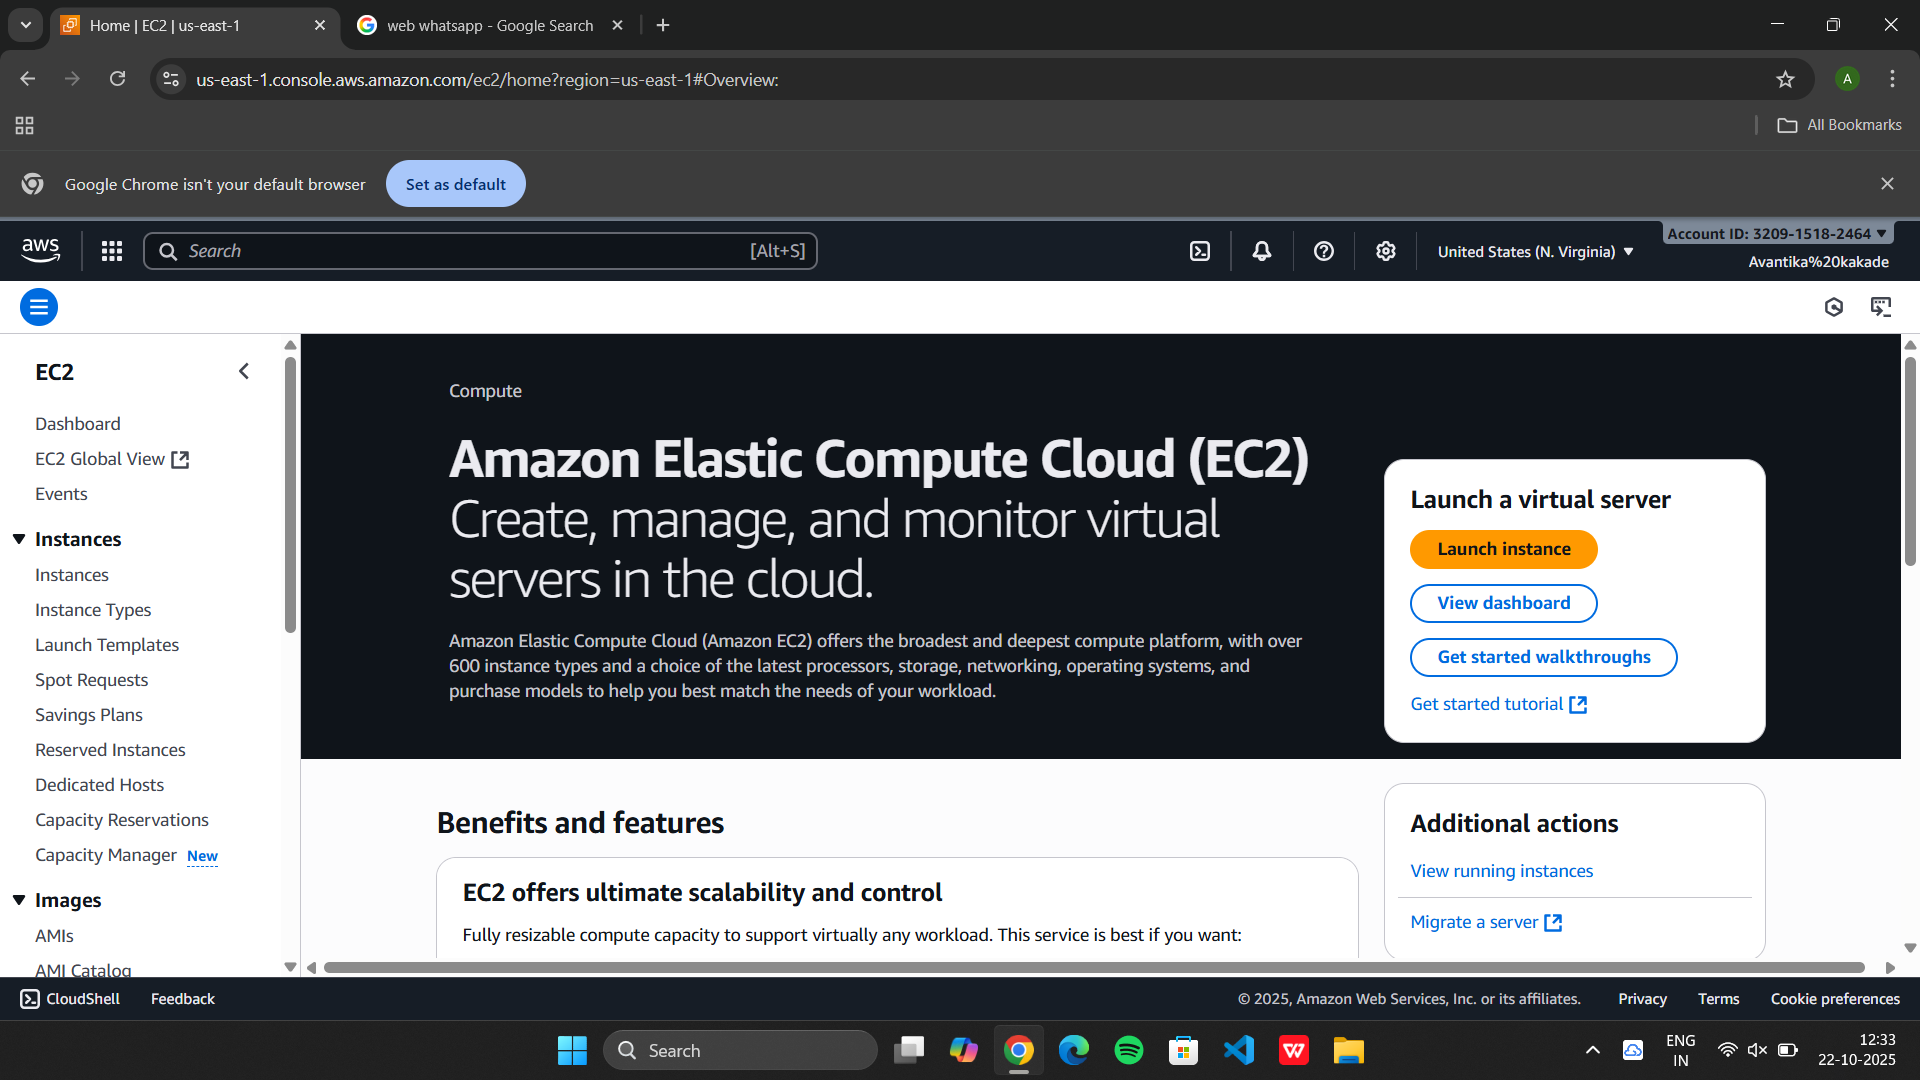 Home | EC2 | us-east-1
web whatsapp - Google Search
us-east-1.console.aws.amazon.com/ec2/home?region=us-east-1#Overview:
A
All Bookmarks
Google Chrome isn't your default browser
Set as default
aws
Search
[Alt+S]
United States (N. Virginia)
Account ID: 3209-1518-2464
Avantika%20kakade
EC2
Dashboard
EC2 Global View
Events
Instances
Instances
Instance Types
Launch Templates
Spot Requests
Savings Plans
Reserved Instances
Dedicated Hosts
Capacity Reservations
Capacity Manager New
Images
AMIs
AMI Catalog
Compute
Amazon Elastic Compute Cloud (EC2)
Create, manage, and monitor virtual
servers in the cloud.
Amazon Elastic Compute Cloud (Amazon EC2) offers the broadest and deepest compute platform, with over
600 instance types and a choice of the latest processors, storage, networking, operating systems, and
purchase models to help you best match the needs of your workload.
Launch a virtual server
Launch instance
View dashboard
Get started walkthroughs
Get started tutorial
Benefits and features
EC2 offers ultimate scalability and control
Fully resizable compute capacity to support virtually any workload. This service is best if you want:
Additional actions
View running instances
Migrate a server
CloudShell
Feedback
© 2025, Amazon Web Services, Inc. or its affiliates.
Privacy
Terms
Cookie preferences
Search
ENG
IN
12:33
22-10-2025